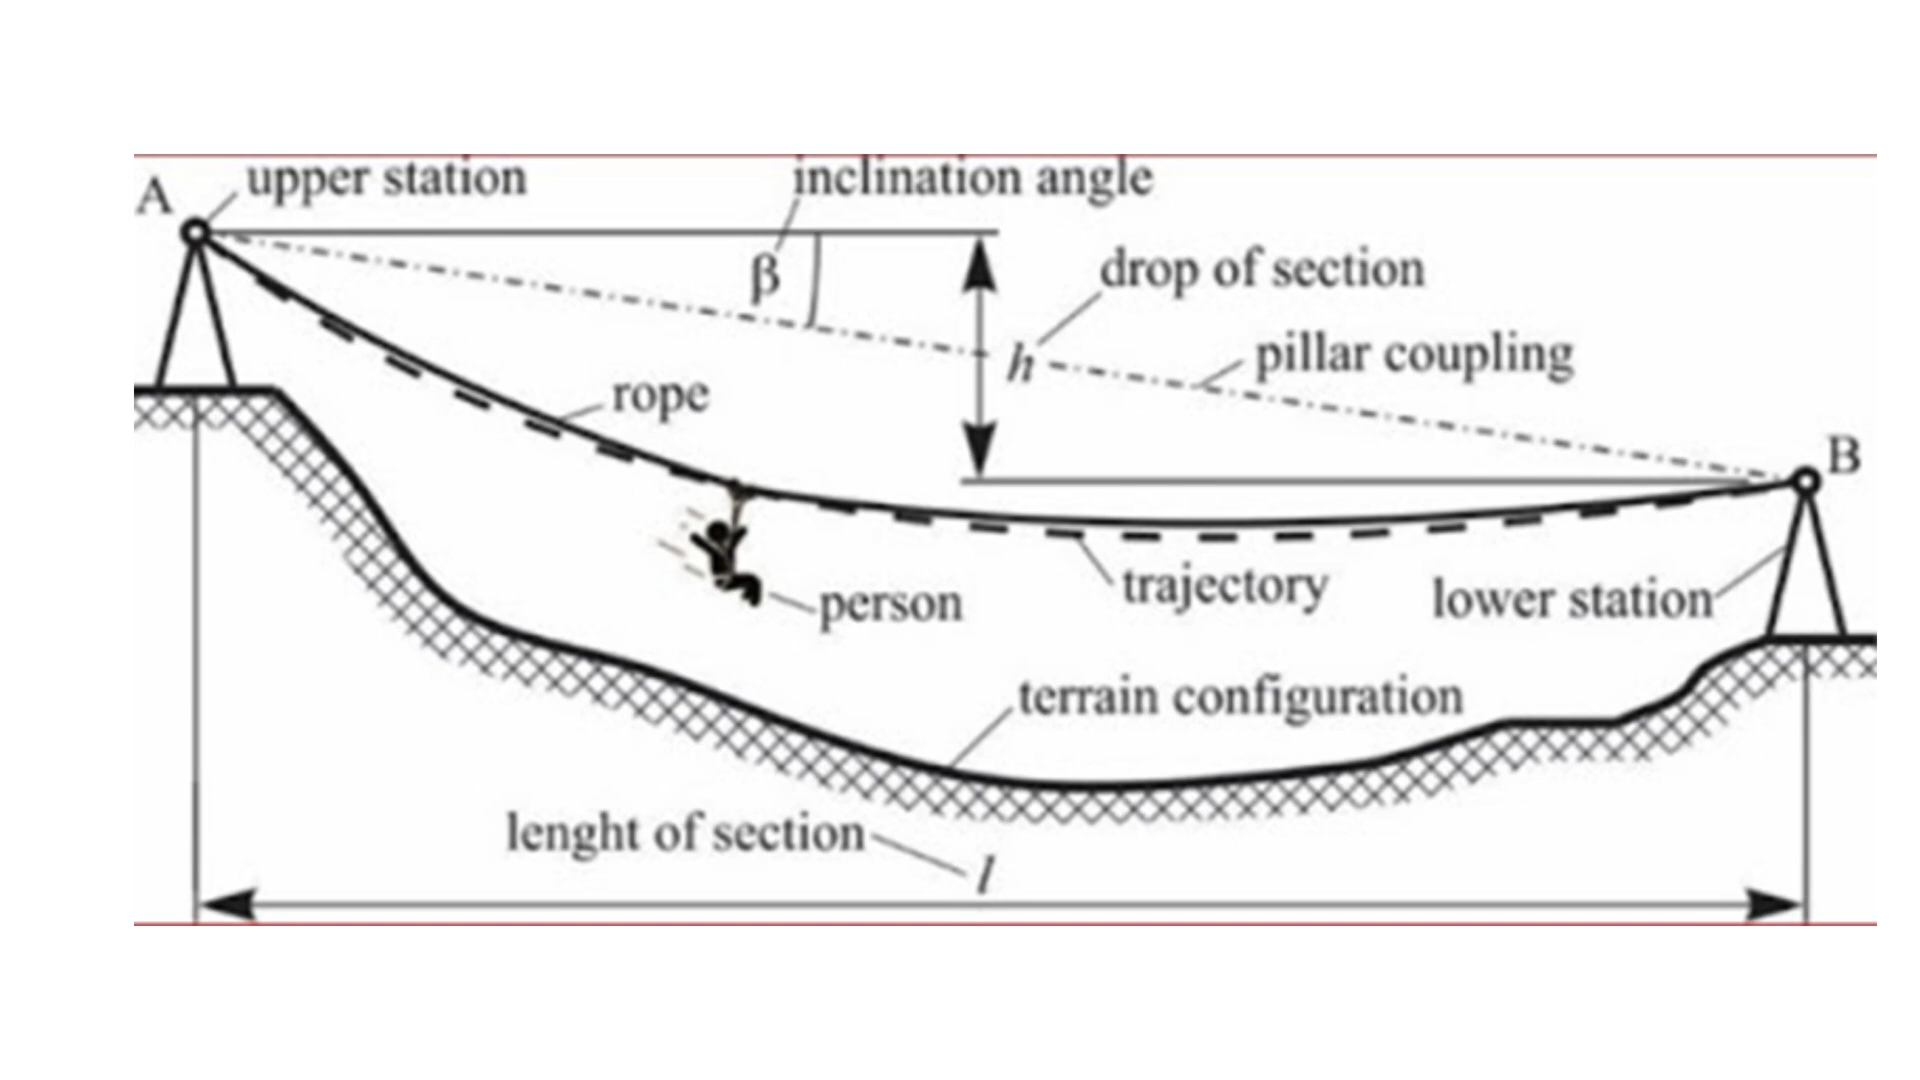 A
upper station
inclination angle
β
drop of section
h
pillar coupling
rope
B
person
trajectory
lower station
terrain configuration
lenght of section
l